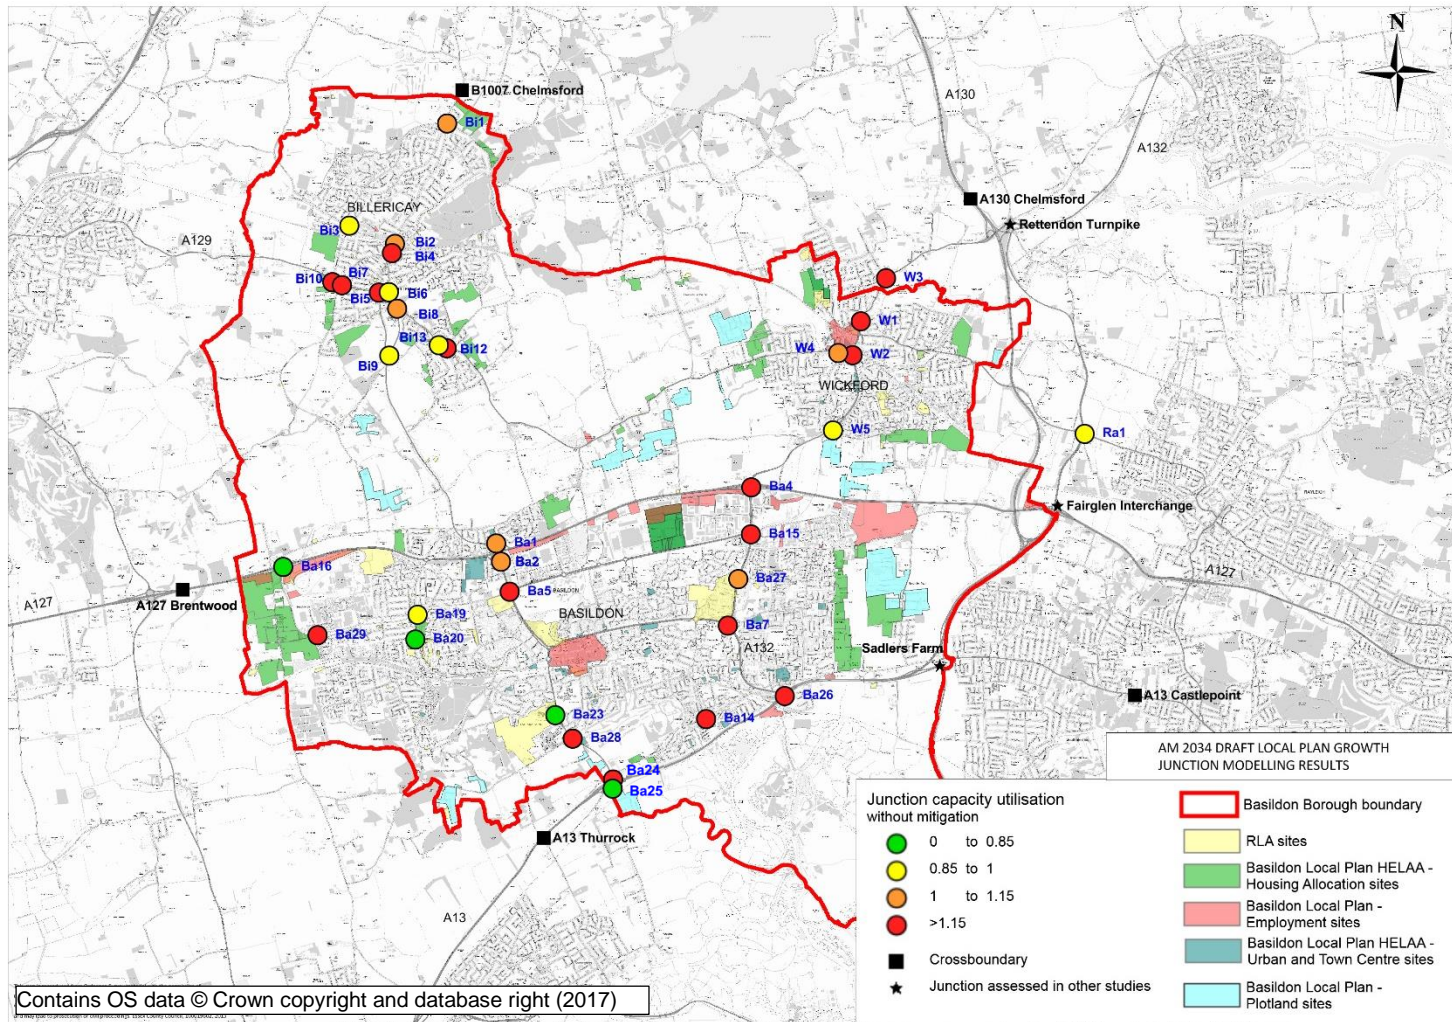 N
B1007 Chelmsford
A130
Bi1
A132
A130 Chelmsford
BILLERICAY
Rettendon Turnpike
Bi3
A129
Bi2
Bi4
Bi10
Bi7
W3
Bi5
Bi6
Bi8
W1
Bi13
Bi12
W4
W2
Bi9
WICKFORD
W5
Ra1
Ba4
RAYLEIGH
Fairglen Interchange
Ba15
Ba1
Ba2
Ba16
A127
Ba27
A127
A127 Brentwood
Ba5
BASILDON
Ba19
BASILDON
Ba20
Ba7
Ba29
A132
Sadlers Farm
Ba26
A13 Castlepoint
Ba23
Ba14
Ba28
Ba24
Ba25
A13 Thurrock
A13
AM 2034 DRAFT LOCAL PLAN GROWTH
JUNCTION MODELLING RESULTS
Junction capacity utilisation
without mitigation
0 to 0.85
0.85 to 1
1 to 1.15
>1.15
Crossboundary
Junction assessed in other studies
Basildon Borough boundary
RLA sites
Basildon Local Plan HELAA -
Housing Allocation sites
Basildon Local Plan -
Employment sites
Basildon Local Plan HELAA -
Urban and Town Centre sites
Basildon Local Plan -
Plotland sites
Contains OS data © Crown copyright and database right (2017)